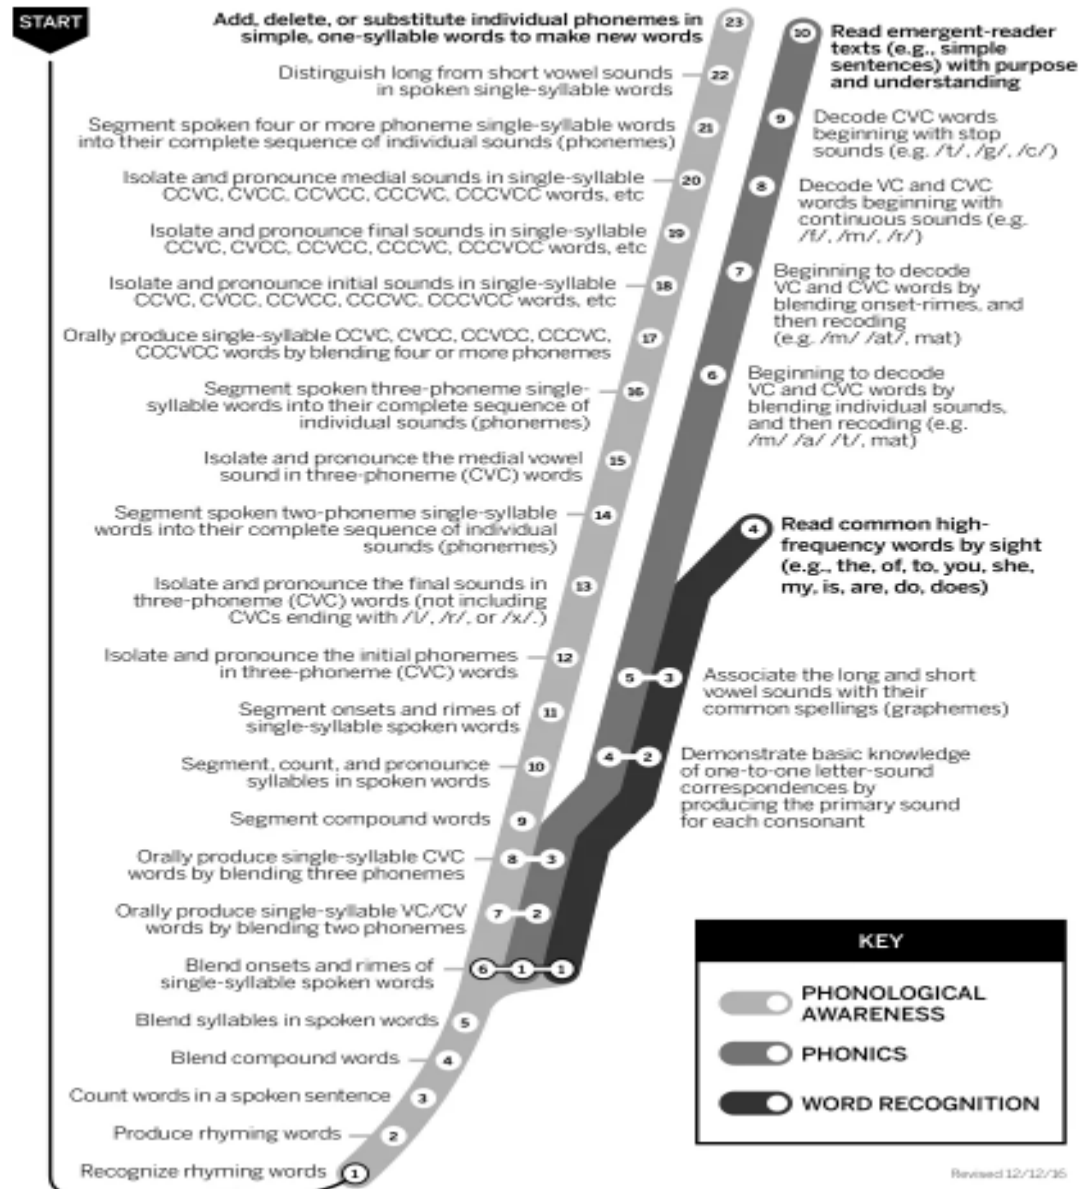 START
Add, delete, or substitute individual phonemes in
simple, one-syllable words to make new words
23
Distinguish long from short vowel sounds
in spoken single-syllable words
22
Segment spoken four or more phoneme single-syllable words
into their complete sequence of individual sounds (phonemes)
21
Isolate and pronounce medial sounds in single-syllable
CCVC, CVCC, CCVCC, CCCVC, CCCVCC words, etc
20
Isolate and pronounce final sounds in single-syllable
CCVC, CVCC, CCVCC, CCCVC, CCCVCC words, etc
19
Isolate and pronounce initial sounds in single-syllable
CCVC, CVCC, CCVCC, CCCVC, CCCVCC words, etc
18
Orally produce single-syllable CCVC, CVCC, CCVCC, CCCVC,
CCCVCC words by blending four or more phonemes
17
Segment spoken three-phoneme single-
syllable words into their complete sequence of
individual sounds (phonemes)
16
Isolate and pronounce the medial vowel
sound in three-phoneme (CVC) words
15
Segment spoken two-phoneme single-syllable
words into their complete sequence of individual
sounds (phonemes)
14
Isolate and pronounce the final sounds in
three-phoneme (CVC) words (not including
CVCs ending with /l/, /r/, or /x/.)
13
Isolate and pronounce the initial phonemes
in three-phoneme (CVC) words
12
Segment onsets and rimes of
single-syllable spoken words
11
Segment, count, and pronounce
syllables in spoken words
10
Segment compound words
9
Orally produce single-syllable CVC
words by blending three phonemes
8 3
Orally produce single-syllable VC/CV
words by blending two phonemes
7 2
Blend onsets and rimes of
single-syllable spoken words
6 1 1
Blend syllables in spoken words
5
Blend compound words
4
Count words in a spoken sentence
3
Produce rhyming words
2
Recognize rhyming words
1
10
Read emergent-reader
texts (e.g., simple
sentences) with purpose
and understanding
9
Decode CVC words
beginning with stop
sounds (e.g. /t/, /g/, /c/)
8
Decode VC and CVC
words beginning with
continuous sounds (e.g.
/f/, /m/, /r/)
7
Beginning to decode
VC and CVC words by
blending onset-rimes, and
then recoding
(e.g. /m/ /at/, mat)
6
Beginning to decode
VC and CVC words by
blending individual sounds,
and then recoding (e.g.
/m/ /a/ /t/, mat)
4
Read common high-
frequency words by sight
(e.g., the, of, to, you, she,
my, is, are, do, does)
5 3
Associate the long and short
vowel sounds with their
common spellings (graphemes)
4 2
Demonstrate basic knowledge
of one-to-one letter-sound
correspondences by
producing the primary sound
for each consonant
KEY
PHONOLOGICAL
AWARENESS
PHONICS
WORD RECOGNITION
Revised 12/12/16